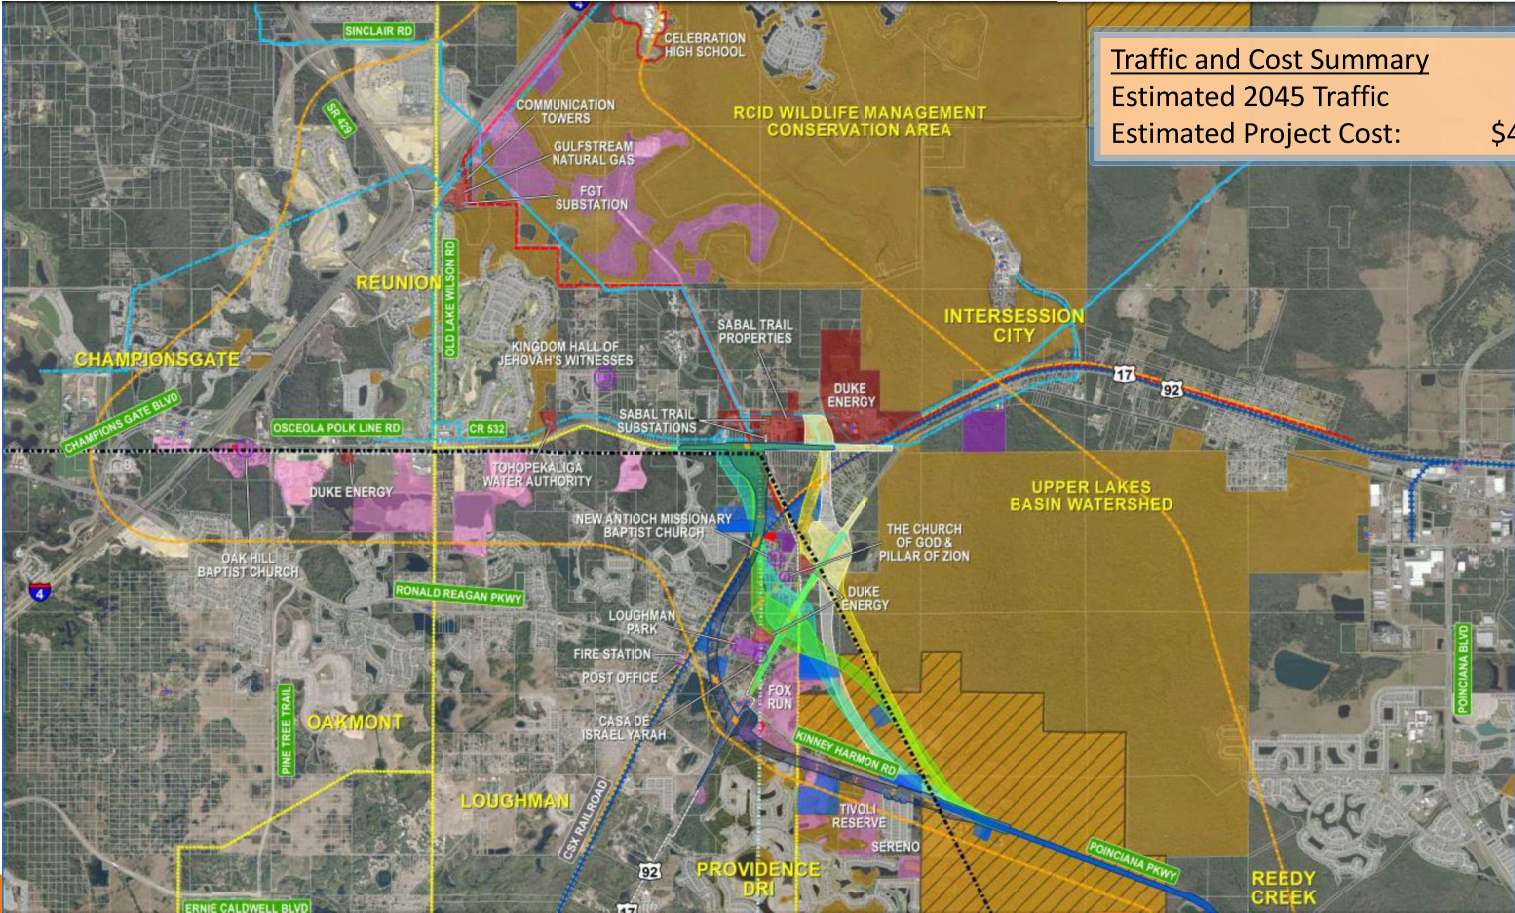 4
SINCLAIR RD
CELEBRATION
HIGH SCHOOL
Traffic and Cost Summary
Estimated 2045 Traffic
Estimated Project Cost: $4
SR 429
COMMUNICATION
TOWERS
RCID WILDLIFE MANAGEMENT
CONSERVATION AREA
GULFSTREAM
NATURAL GAS
FGT
SUBSTATION
OLD LAKE WILSON RD
REUNION
INTERSESSION
CITY
SABAL TRAIL
PROPERTIES
KINGDOM HALL OF
JEHOVAH'S WITNESSES
CHAMPIONSGATE
17
92
DUKE
ENERGY
CHAMPIONS GATE BLVD
SABAL TRAIL
SUBSTATIONS
OSCEOLA POLK LINE RD
CR 532
TOHOPEKALIGA
WATER AUTHORITY
DUKE ENERGY
UPPER LAKES
BASIN WATERSHED
NEW ANTIOCH MISSIONARY
BAPTIST CHURCH
THE CHURCH
OF GOD &
PILLAR OF ZION
OAK HILL
BAPTIST CHURCH
4
RONALD REAGAN PKWY
DUKE
ENERGY
LOUGHMAN
PARK
FIRE STATION
POST OFFICE
FOX
RUN
POINCIANA BLVD
PINE TREE TRAIL
OAKMONT
CASA DE
ISRAEL YARAH
KINNEY HARMON RD
LOUGHMAN
CSX RAILROAD
TIVOLI
RESERVE
SERENO
POINCIANA PKWY
92
PROVIDENCE
DRI
REEDY
CREEK
ERNIE CALDWELL BLVD
17